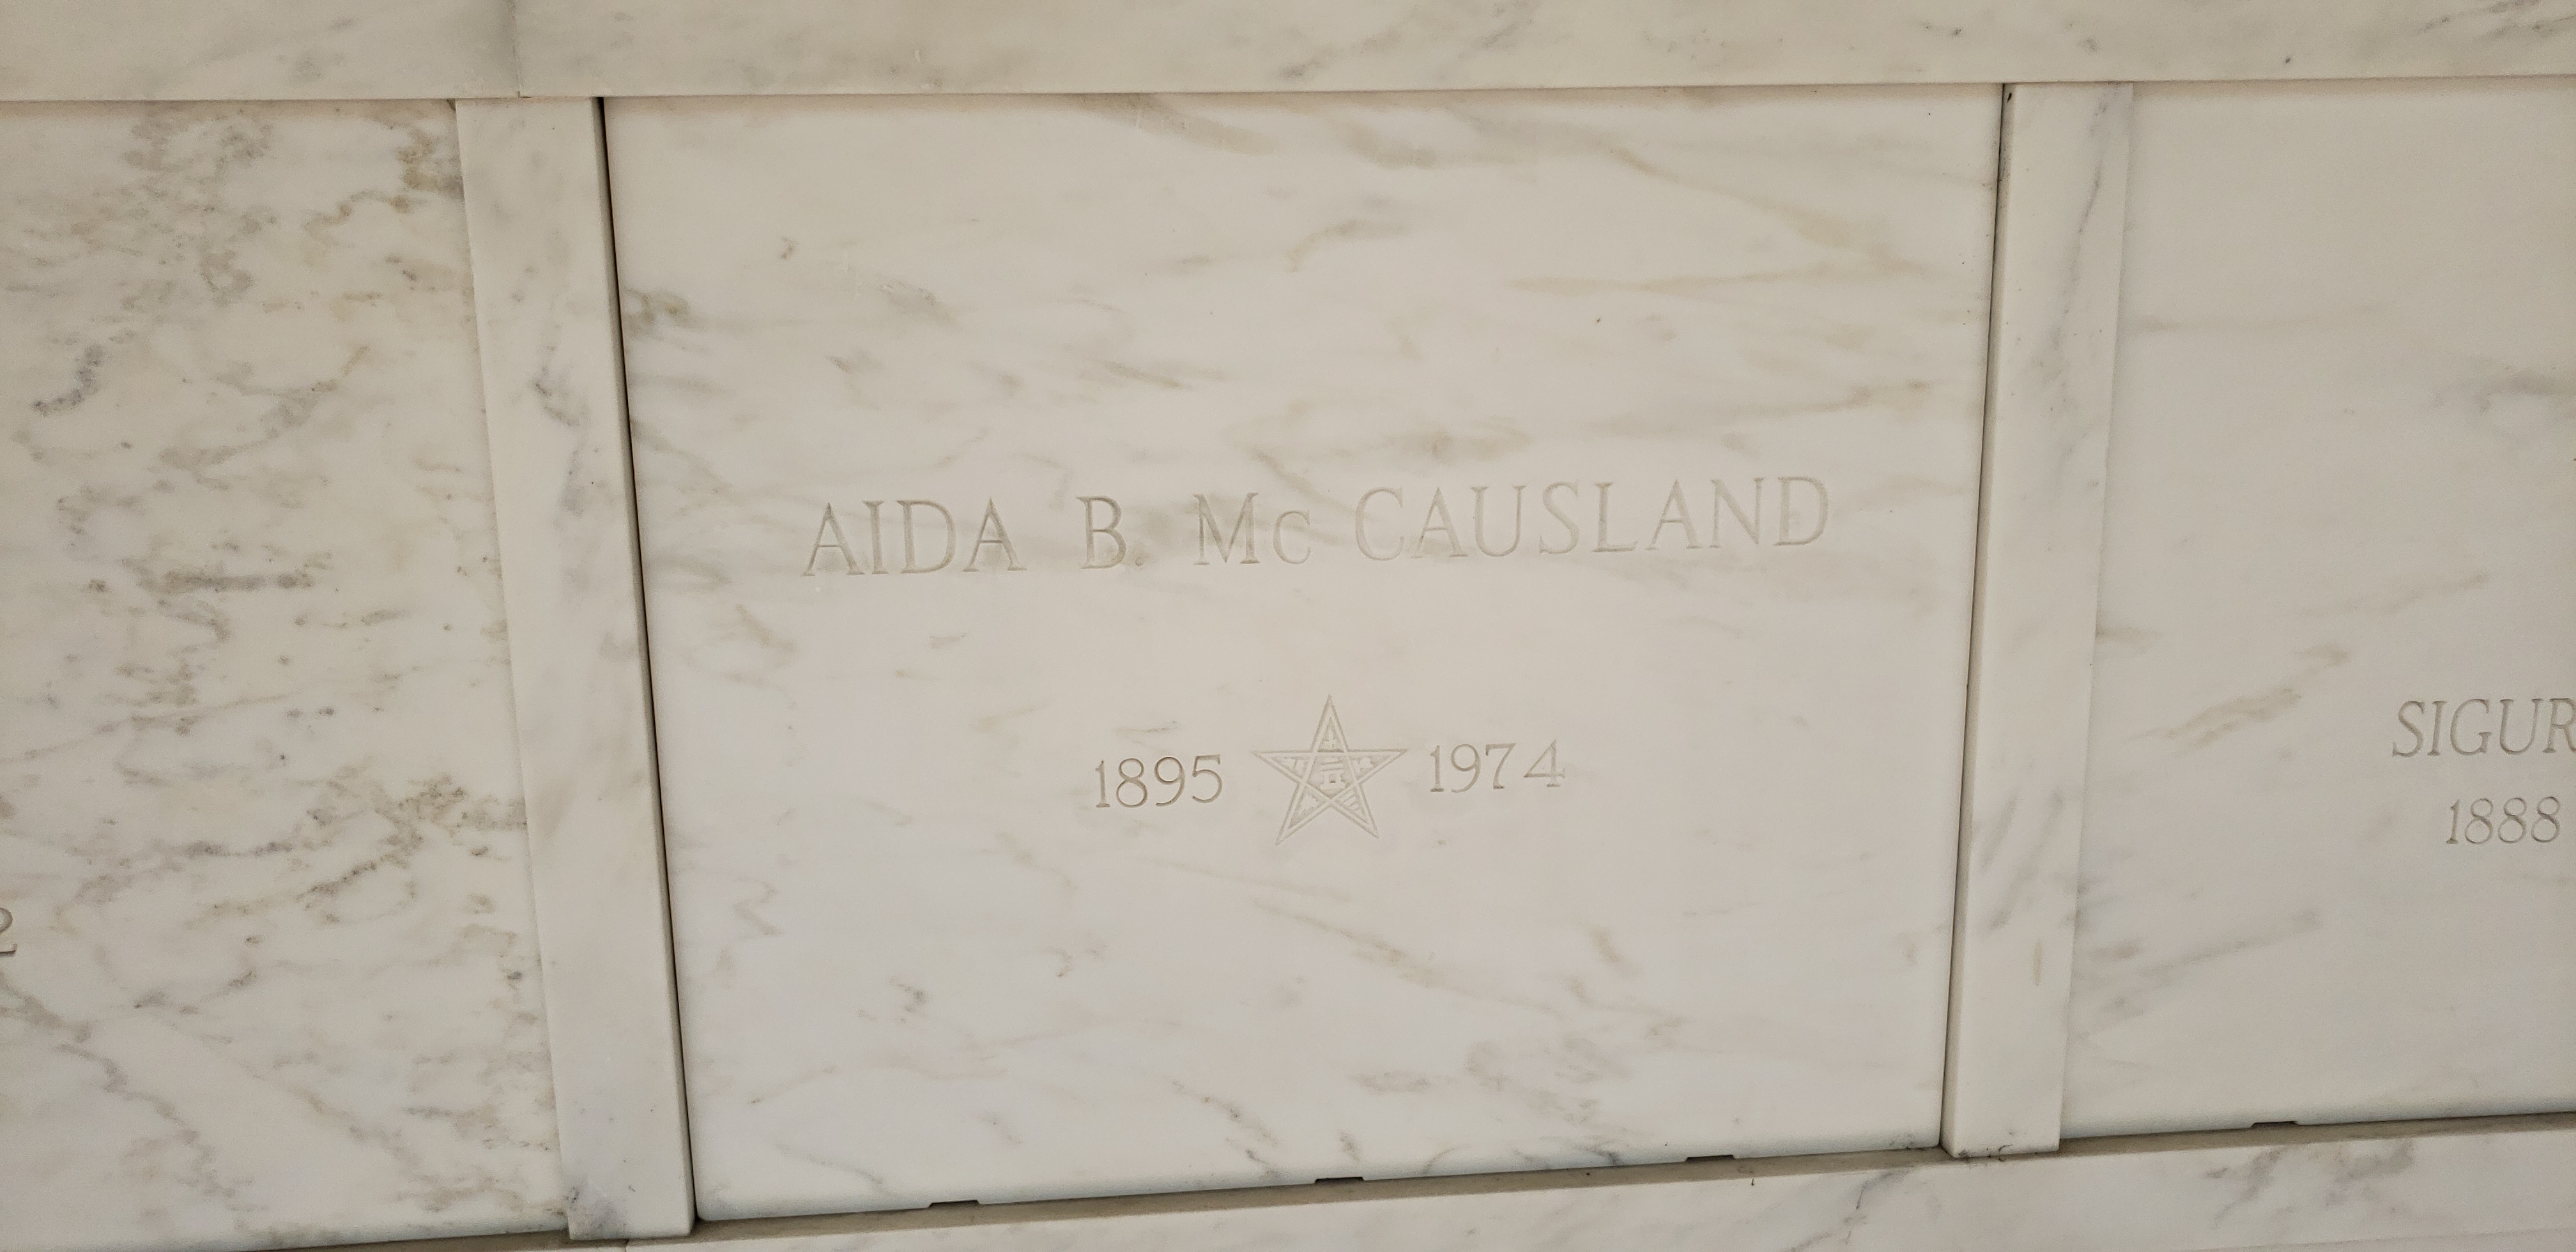 AIDA B. Mc CAUSLAND
1895 1974
SIGUR
1888